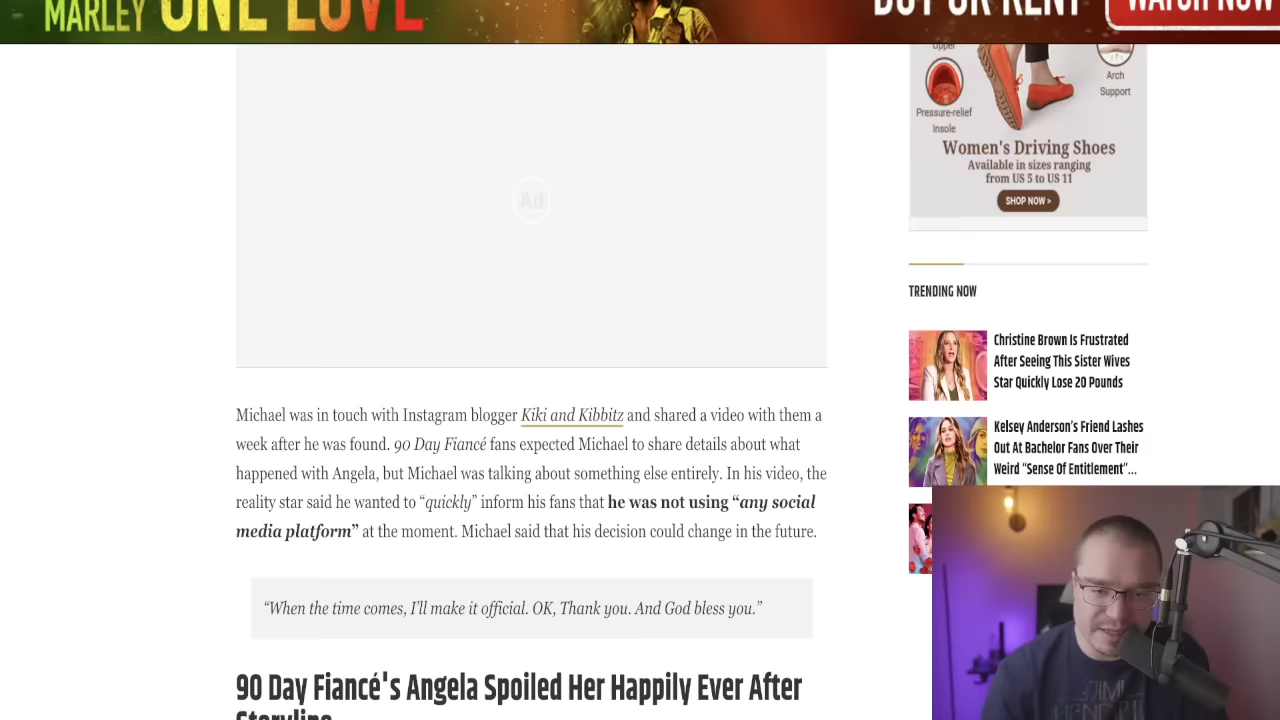 MARLEY ONE LOVE
BUY OR RENT
WATCH NOW
Upper
Arch
Support
Pressure-relief
Insole
Women's Driving Shoes
Available in sizes ranging
from US 5 to US 11
SHOP NOW >
Ad
TRENDING NOW
Christine Brown Is Frustrated
After Seeing This Sister Wives
Star Quickly Lose 20 Pounds
Kelsey Anderson's Friend Lashes
Out At Bachelor Fans Over Their
Weird “Sense Of Entitlement”...
Michael was in touch with Instagram blogger Kiki and Kibbitz and shared a video with them a
week after he was found. 90 Day Fiancé fans expected Michael to share details about what
happened with Angela, but Michael was talking about something else entirely. In his video, the
reality star said he wanted to “quickly” inform his fans that he was not using “any social
media platform” at the moment. Michael said that his decision could change in the future.
“When the time comes, I’ll make it official. OK, Thank you. And God bless you.”
90 Day Fiancé's Angela Spoiled Her Happily Ever After
Storyline